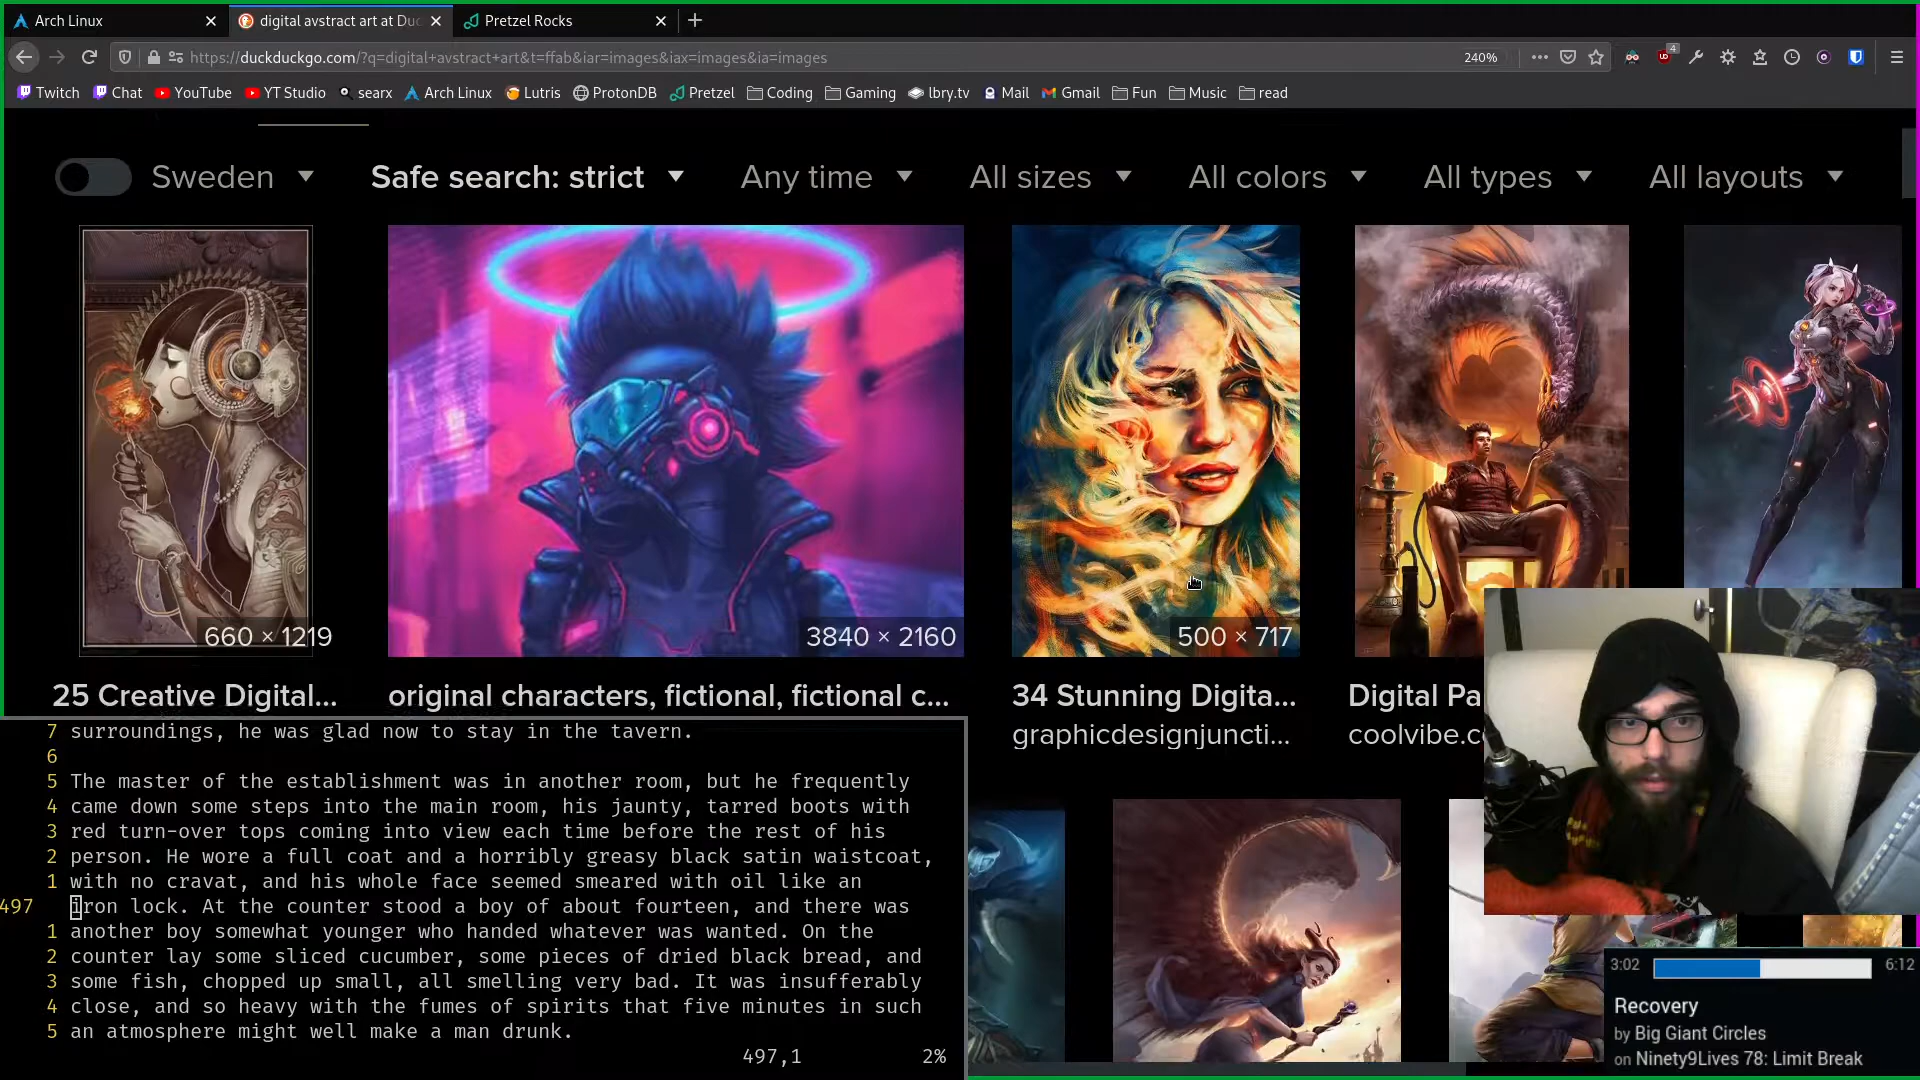 Arch Linux
digital avstract art at Duc
Pretzel Rocks
https://duckduckgo.com/?q=digital+avstract+art&t=ffab&iar=images&iax=images&ia=images
240%
4
Twitch Chat YouTube YT Studio searx Arch Linux Lutris ProtonDB Pretzel Coding Gaming lbry.tv Mail Gmail Fun Music read
Sweden Safe search: strict Any time All sizes All colors All types All layouts
660 × 1219
3840 × 2160
500 × 717
25 Creative Digital...
original characters, fictional, fictional c...
34 Stunning Digita...
graphicdesignjuncti...
Digital Pa
coolvibe.c
7 surroundings, he was glad now to stay in the tavern.
6
5 The master of the establishment was in another room, but he frequently
4 came down some steps into the main room, his jaunty, tarred boots with
3 red turn-over tops coming into view each time before the rest of his
2 person. He wore a full coat and a horribly greasy black satin waistcoat,
1 with no cravat, and his whole face seemed smeared with oil like an
497 iron lock. At the counter stood a boy of about fourteen, and there was
1 another boy somewhat younger who handed whatever was wanted. On the
2 counter lay some sliced cucumber, some pieces of dried black bread, and
3 some fish, chopped up small, all smelling very bad. It was insufferably
4 close, and so heavy with the fumes of spirits that five minutes in such
5 an atmosphere might well make a man drunk.
497,1 2%
3:02 6:12
Recovery
by Big Giant Circles
on Ninety9Lives 78: Limit Break